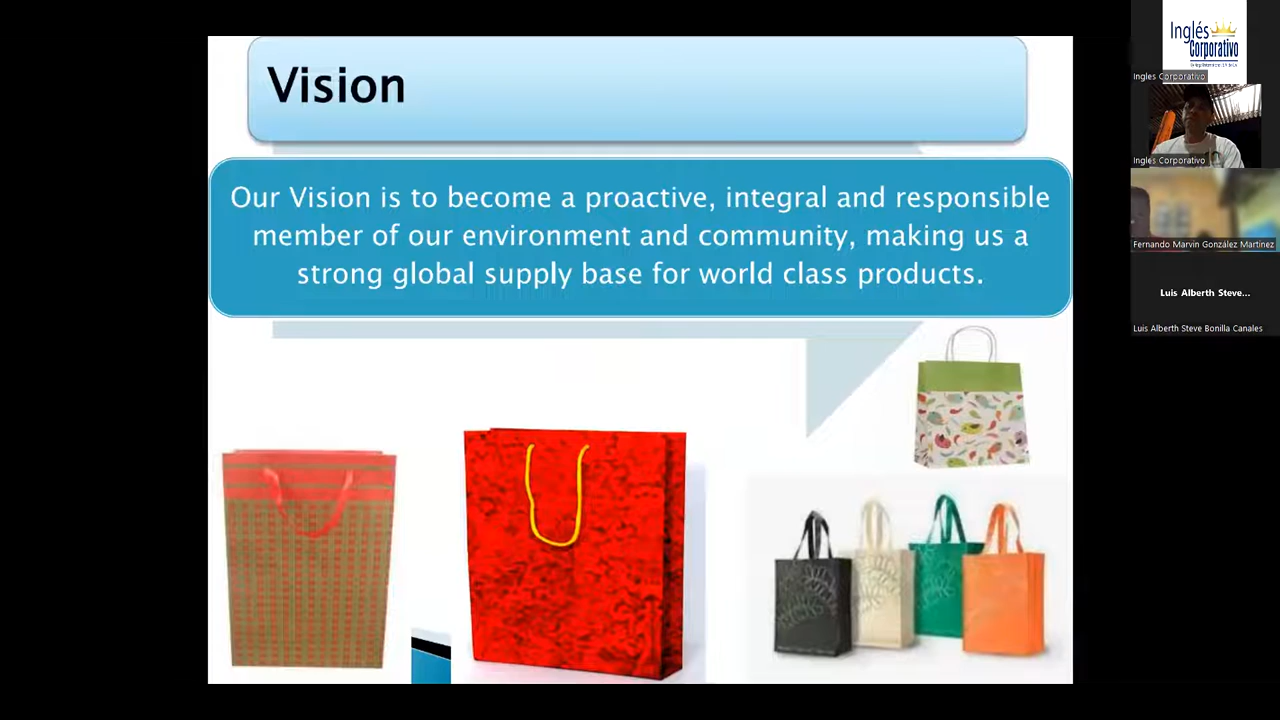 Vision
Our Vision is to become a proactive, integral and responsible
member of our environment and community, making us a
strong global supply base for world class products.
Inglés
Corporativo
Ingles Corporativo
Ingles Corporativo
Fernando Marvin González Martínez
Luis Alberth Steve...
Luis Alberth Steve Bonilla Canales